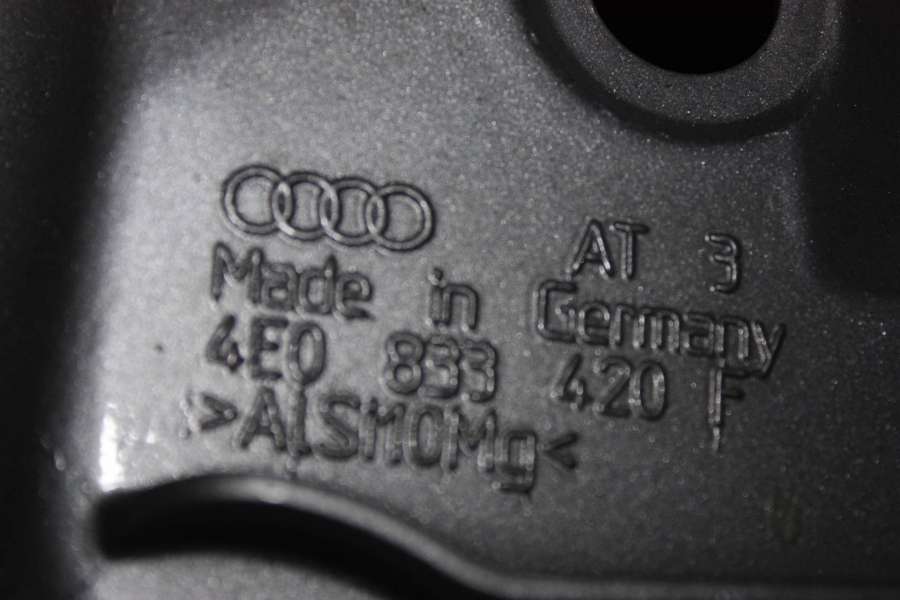 AT 3
Made in Germany
4E0 833 420 F
>AlSi10Mg<